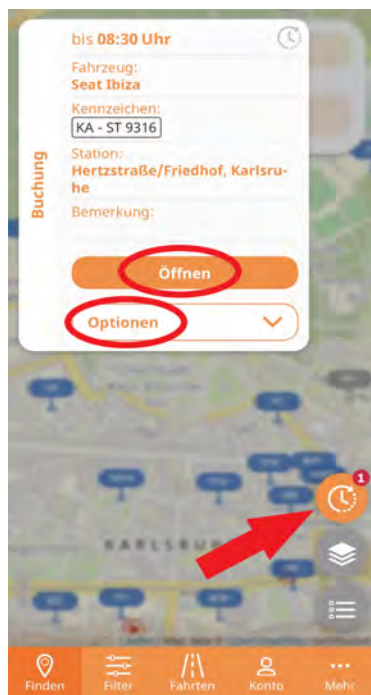 bis 08:30 Uhr
Fahrzeug:
Seat Ibiza
Kennzeichen:
KA - ST 9316
Station:
Hertzstraße/Friedhof, Karlsru-
he
Bemerkung:
Buchung
Öffnen
Optionen
1
KARLSRUHE
Finden
Filter
Fahrten
Konto
Mehr